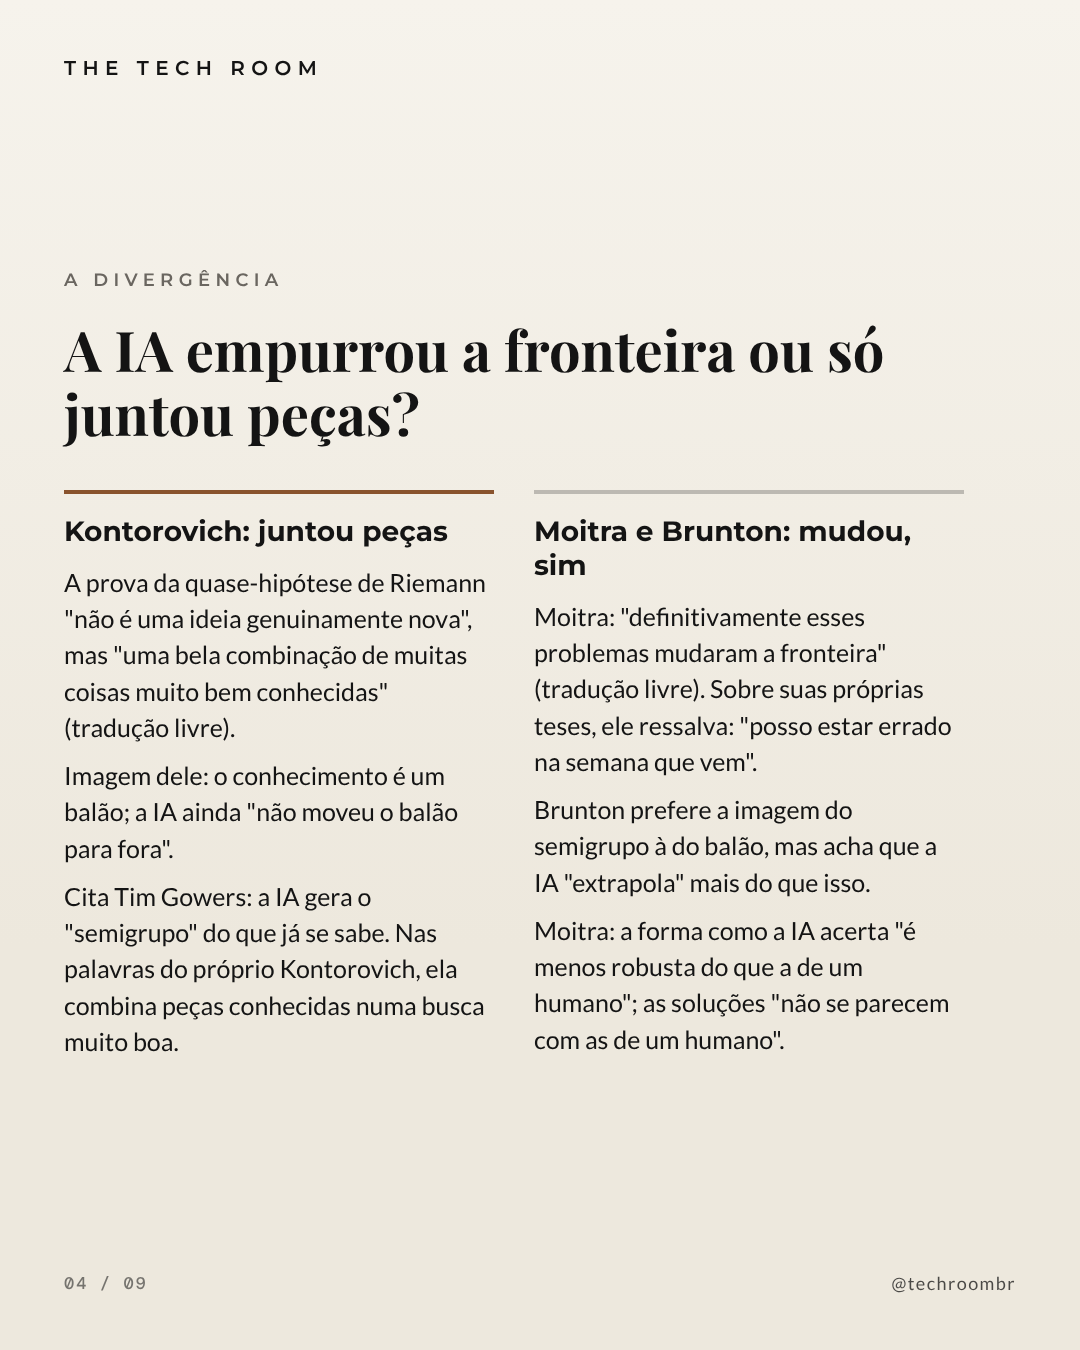 THE TECH ROOM
A DIVERGÊNCIA
A IA empurrou a fronteira ou só
juntou peças?
Kontorovich: juntou peças
A prova da quase-hipótese de Riemann
"não é uma ideia genuinamente nova",
mas "uma bela combinação de muitas
coisas muito bem conhecidas"
(tradução livre).
Imagem dele: o conhecimento é um
balão; a IA ainda "não moveu o balão
para fora".
Cita Tim Gowers: a IA gera o
"semigrupo" do que já se sabe. Nas
palavras do próprio Kontorovich, ela
combina peças conhecidas numa busca
muito boa.
Moitra e Brunton: mudou,
sim
Moitra: "definitivamente esses
problemas mudaram a fronteira"
(tradução livre). Sobre suas próprias
teses, ele ressalva: "posso estar errado
na semana que vem".
Brunton prefere a imagem do
semigrupo à do balão, mas acha que a
IA "extrapola" mais do que isso.
Moitra: a forma como a IA acerta "é
menos robusta do que a de um
humano"; as soluções "não se parecem
com as de um humano".
04 / 09
@techroombr